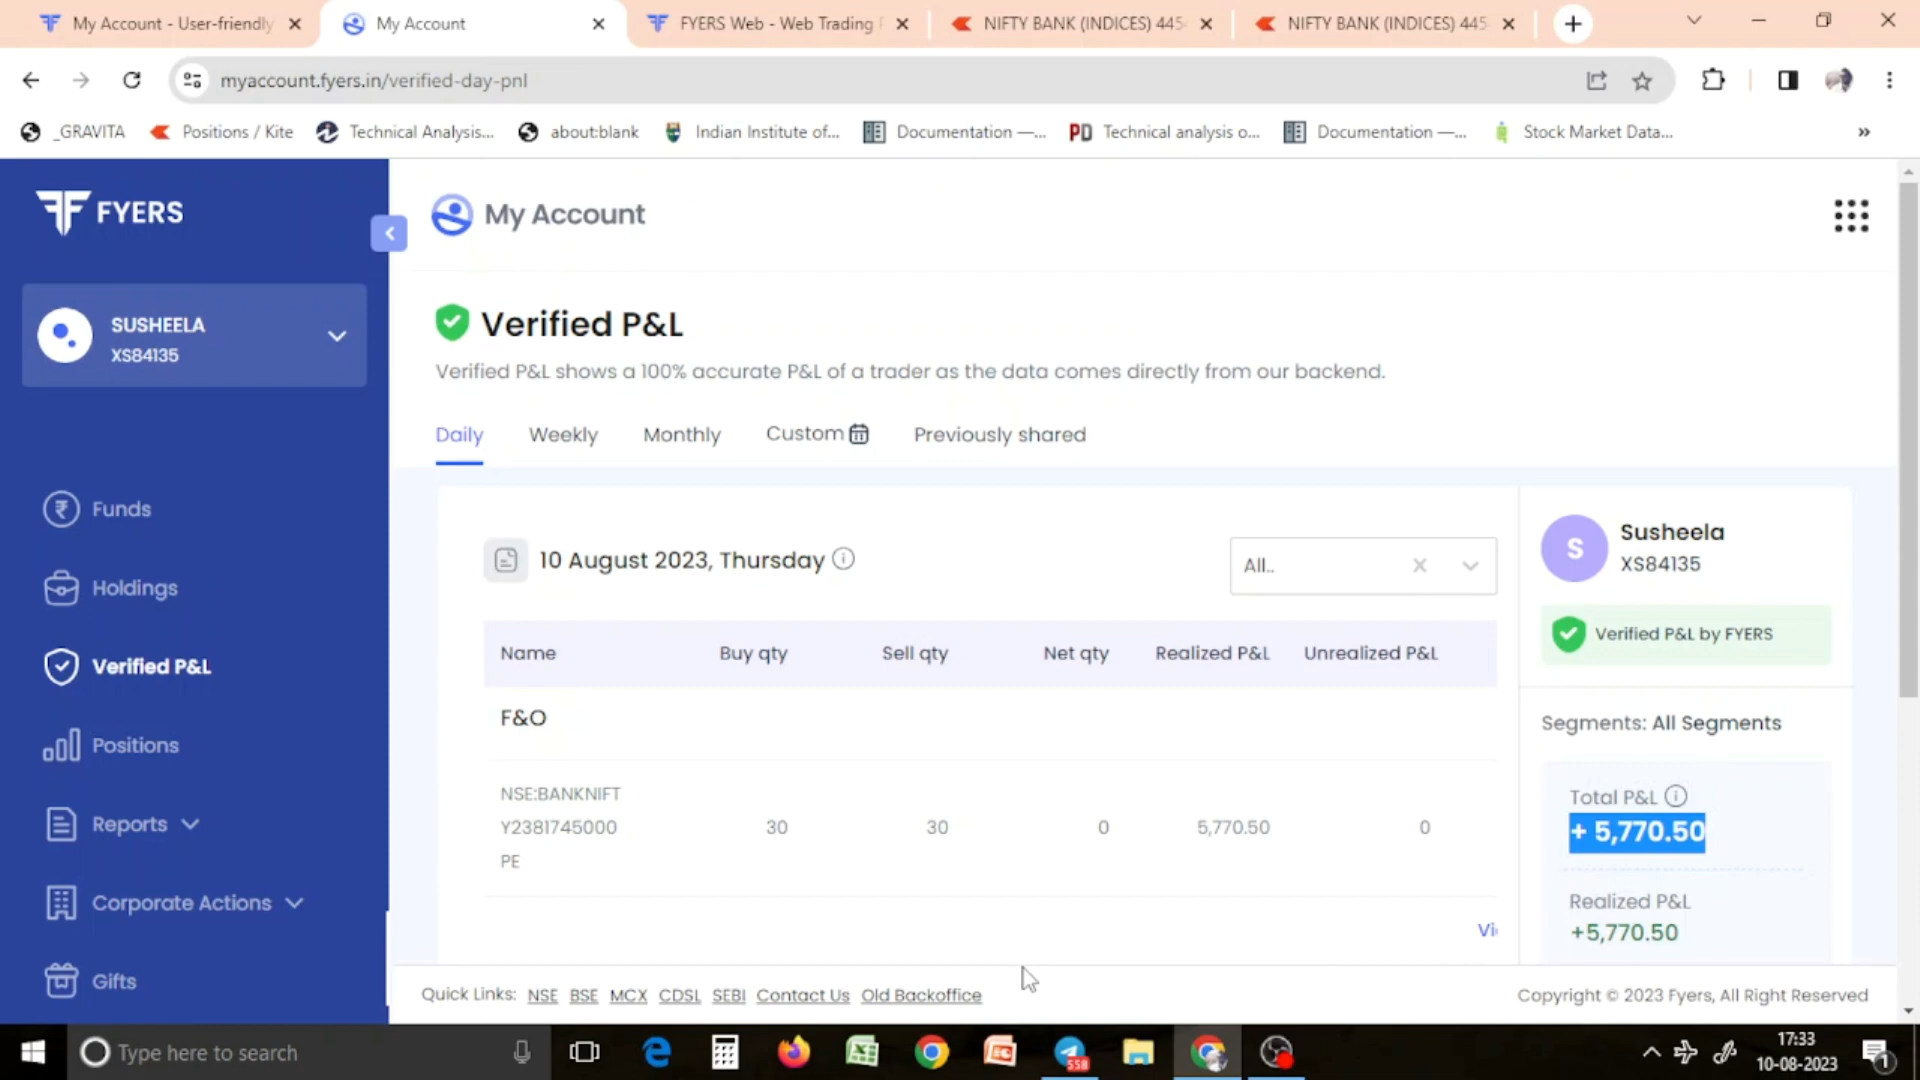 My Account - User-friendly
My Account
FYERS Web - Web Trading P
NIFTY BANK (INDICES) 445
NIFTY BANK (INDICES) 445
myaccount.fyers.in/verified-day-pnl
_GRAVITA
Positions / Kite
Technical Analysis...
about:blank
Indian Institute of...
Documentation —...
PD Technical analysis o...
Documentation —...
Stock Market Data...
»
FYERS
My Account
SUSHEELA
XS84135
Funds
Holdings
Verified P&L
Positions
Reports
Corporate Actions
Gifts
Verified P&L
Verified P&L shows a 100% accurate P&L of a trader as the data comes directly from our backend.
Daily Weekly Monthly Custom Previously shared
10 August 2023, Thursday
All..
Name Buy qty Sell qty Net qty Realized P&L Unrealized P&L
F&O
NSE:BANKNIFT
Y2381745000 30 30 0 5,770.50 0
PE
Vi
S
Susheela
XS84135
Verified P&L by FYERS
Segments: All Segments
Total P&L
+ 5,770.50
Realized P&L
+5,770.50
Quick Links: NSE BSE MCX CDSL SEBI Contact Us Old Backoffice
Copyright © 2023 Fyers, All Right Reserved
Type here to search
558
17:33
10-08-2023
1